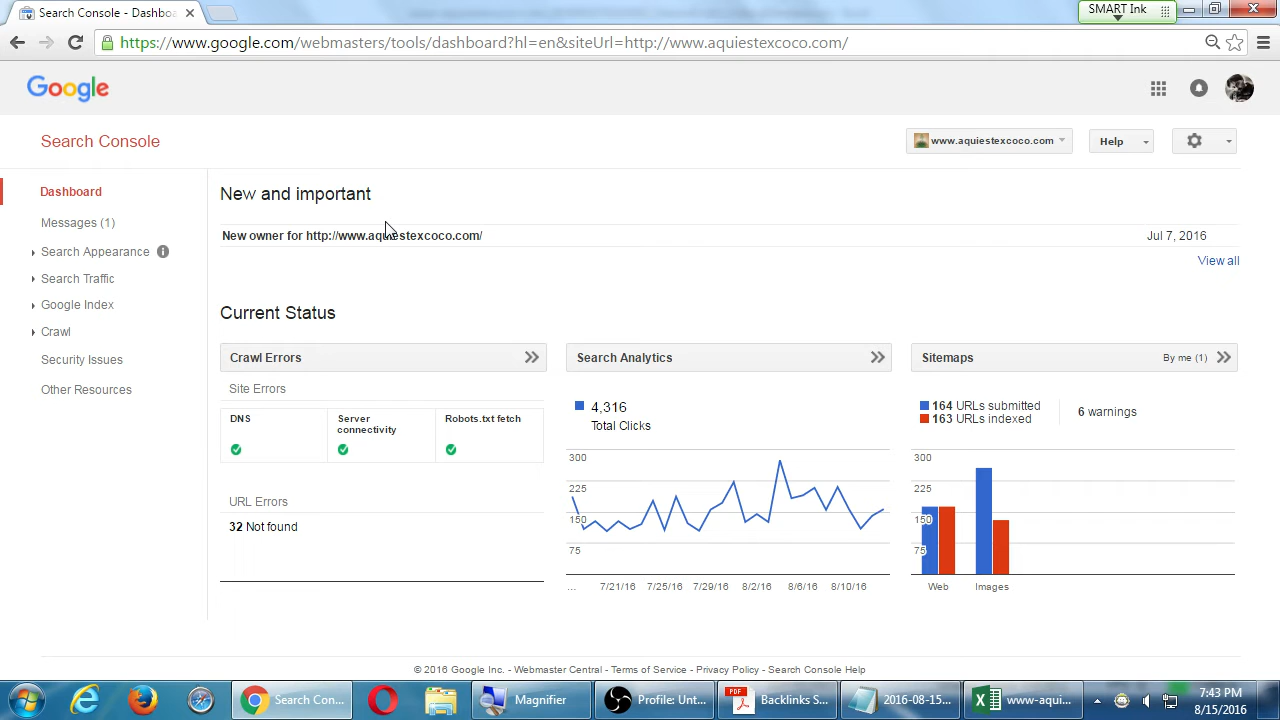 Search Console - Dashbo
SMART Ink
https://www.google.com/webmasters/tools/dashboard?hl=en&siteUrl=http://www.aquiestexcoco.com/
Google
Search Console
www.aquiestexcoco.com
Help
Dashboard
Messages (1)
Search Appearance
Search Traffic
Google Index
Crawl
Security Issues
Other Resources
New and important
New owner for http://www.aquiestexcoco.com/ Jul 7, 2016
View all
Current Status
Crawl Errors
Site Errors
DNS
Server
connectivity
Robots.txt fetch
URL Errors
32 Not found
Search Analytics
4,316
Total Clicks
300
225
150
75
... 7/21/16 7/25/16 7/29/16 8/2/16 8/6/16 8/10/16
Sitemaps By me (1)
164 URLs submitted
163 URLs indexed
6 warnings
300
225
150
75
Web Images
© 2016 Google Inc. - Webmaster Central - Terms of Service - Privacy Policy - Search Console Help
Search Con...
Magnifier
Profile: Unt...
PDF
Backlinks S...
2016-08-15...
www-aqui...
7:43 PM
8/15/2016